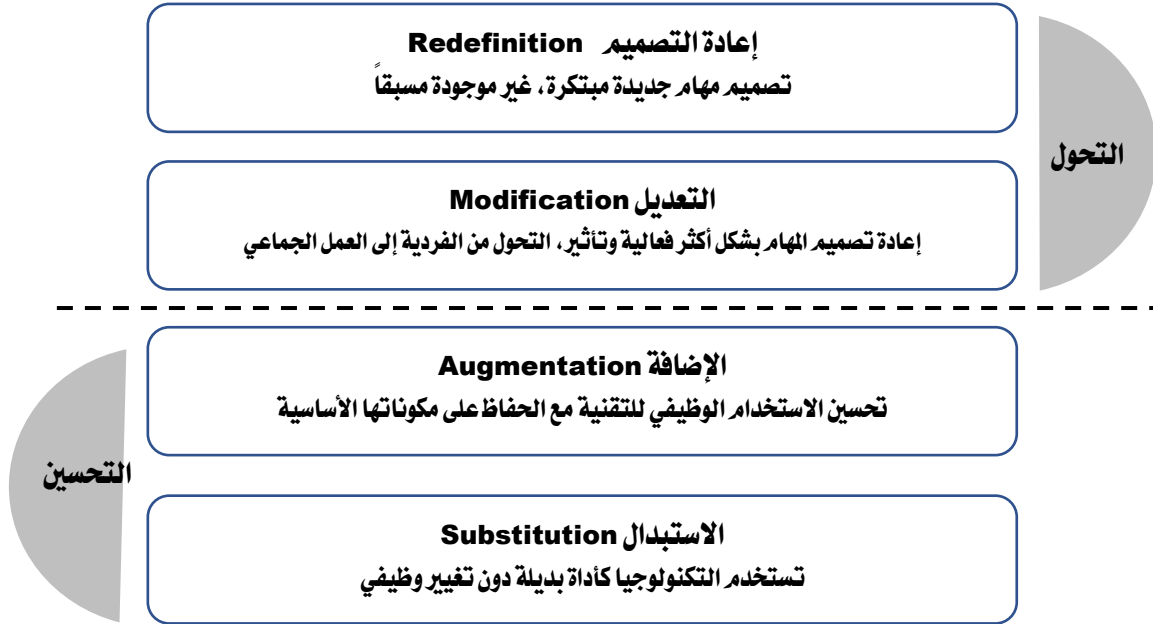 إعادة التصميم Redefinition
تصميم مهام جديدة مبتكرة، غير موجودة مسبقاً
التحول
التعديل Modification
إعادة تصميم المهام بشكل أكثر فعالية وتأثير، التحول من الفردية إلى العمل الجماعي
الإضافة Augmentation
تحسين الاستخدام الوظيفي للتقنية مع الحفاظ على مكوناتها الأساسية
التحسين
الاستبدال Substitution
تستخدم التكنولوجيا كأداة بديلة دون تغيير وظيفي